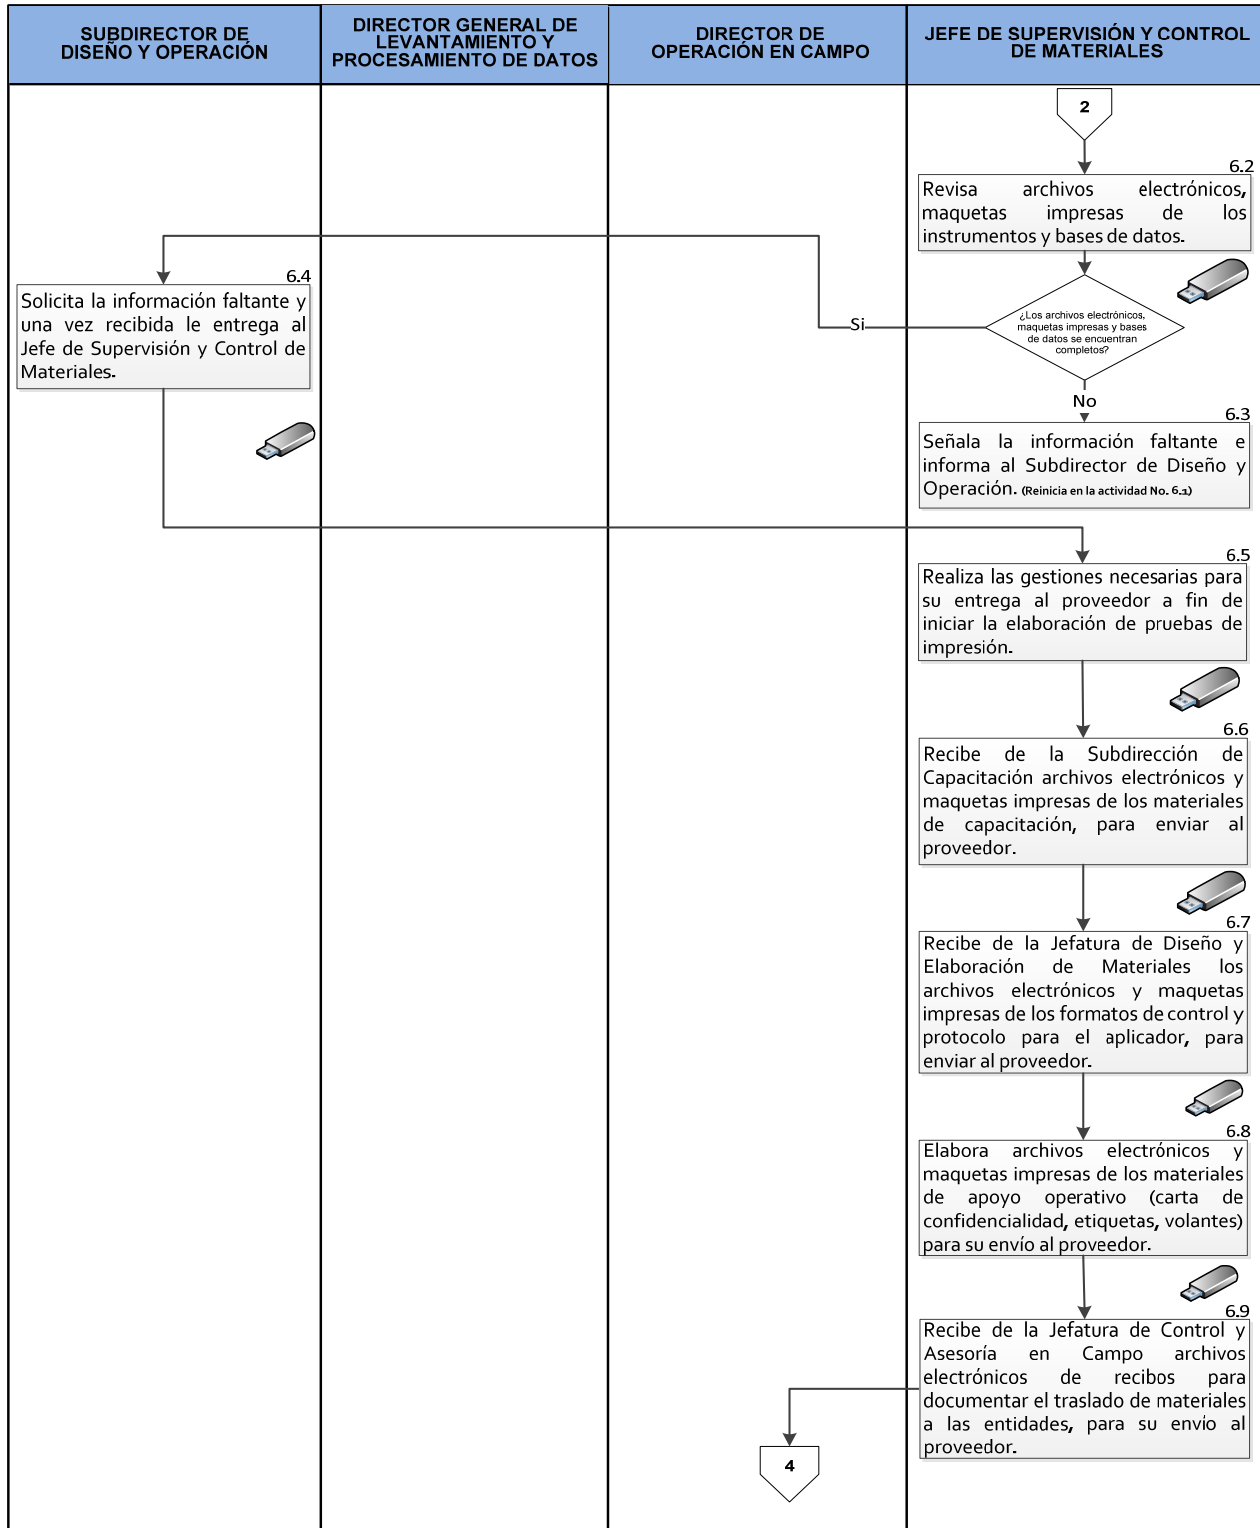 SUBDIRECTOR DE
DISEÑO Y OPERACIÓN
DIRECTOR GENERAL DE
LEVANTAMIENTO Y
PROCESAMIENTO DE DATOS
DIRECTOR DE
OPERACIÓN EN CAMPO
JEFE DE SUPERVISIÓN Y CONTROL
DE MATERIALES
2
6.2
Revisa archivos electrónicos,
maquetas impresas de los
instrumentos y bases de datos.
¿Los archivos electrónicos,
maquetas impresas y bases
de datos se encuentran
completos?
Si
No
6.4
Solicita la información faltante y
una vez recibida le entrega al
Jefe de Supervisión y Control de
Materiales.
6.3
Señala la información faltante e
informa al Subdirector de Diseño y
Operación. (Reinicia en la actividad No. 6.1)
6.5
Realiza las gestiones necesarias para
su entrega al proveedor a fin de
iniciar la elaboración de pruebas de
impresión.
6.6
Recibe de la Subdirección de
Capacitación archivos electrónicos y
maquetas impresas de los materiales
de capacitación, para enviar al
proveedor.
6.7
Recibe de la Jefatura de Diseño y
Elaboración de Materiales los
archivos electrónicos y maquetas
impresas de los formatos de control y
protocolo para el aplicador, para
enviar al proveedor.
6.8
Elabora archivos electrónicos y
maquetas impresas de los materiales
de apoyo operativo (carta de
confidencialidad, etiquetas, volantes)
para su envío al proveedor.
6.9
Recibe de la Jefatura de Control y
Asesoría en Campo archivos
electrónicos de recibos para
documentar el traslado de materiales
a las entidades, para su envío al
proveedor.
4